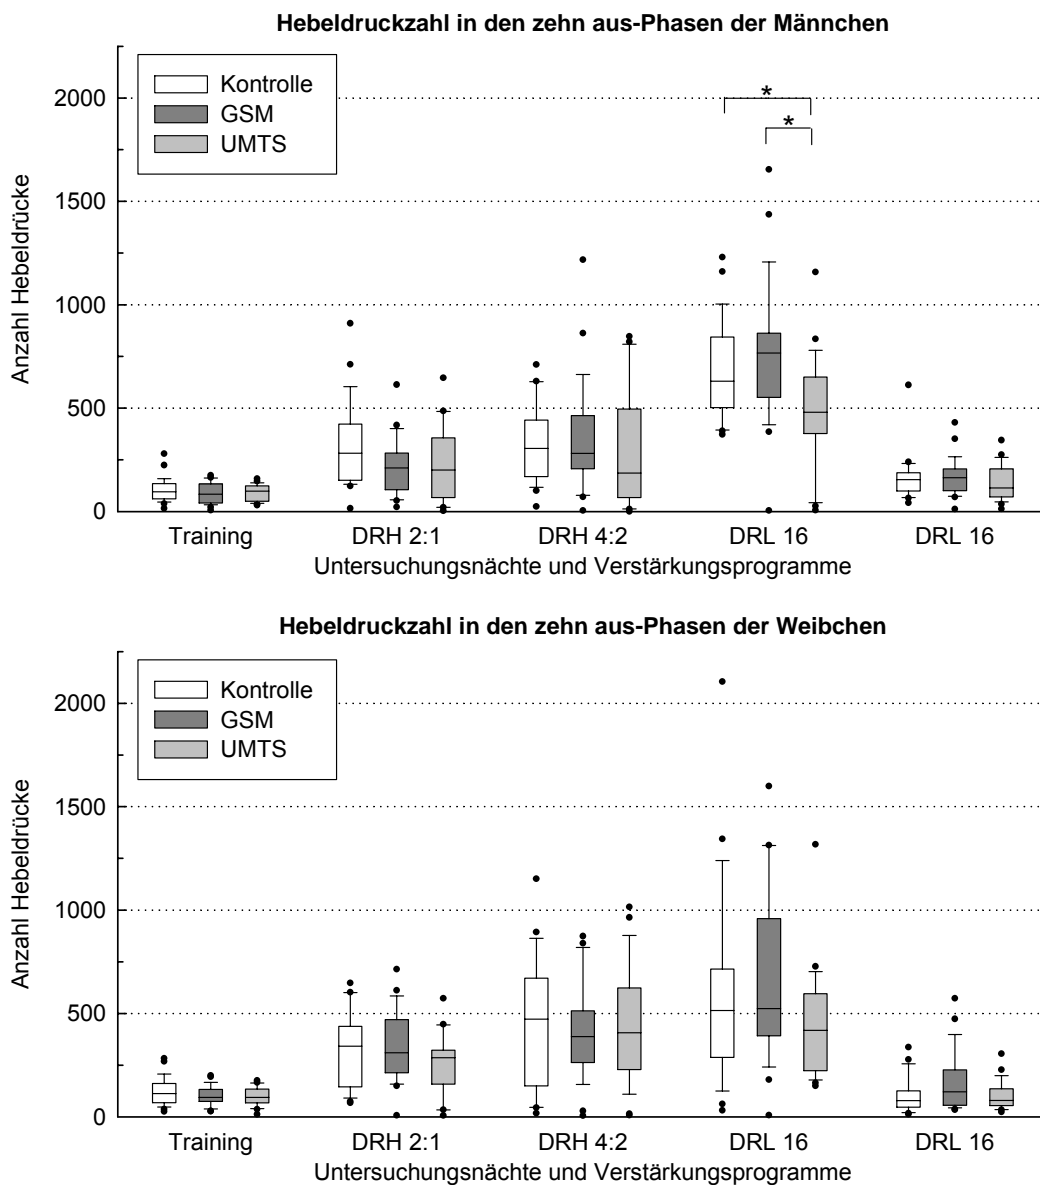 Hebeldruckzahl in den zehn aus-Phasen der Männchen
Kontrolle
GSM
UMTS
* 
*
2000
1500
1000
500
0
Anzahl Hebeldrücke
Training DRH 2:1 DRH 4:2 DRL 16 DRL 16
Untersuchungsnächte und Verstärkungsprogramme
Hebeldruckzahl in den zehn aus-Phasen der Weibchen
Kontrolle
GSM
UMTS
2000
1500
1000
500
0
Anzahl Hebeldrücke
Training DRH 2:1 DRH 4:2 DRL 16 DRL 16
Untersuchungsnächte und Verstärkungsprogramme